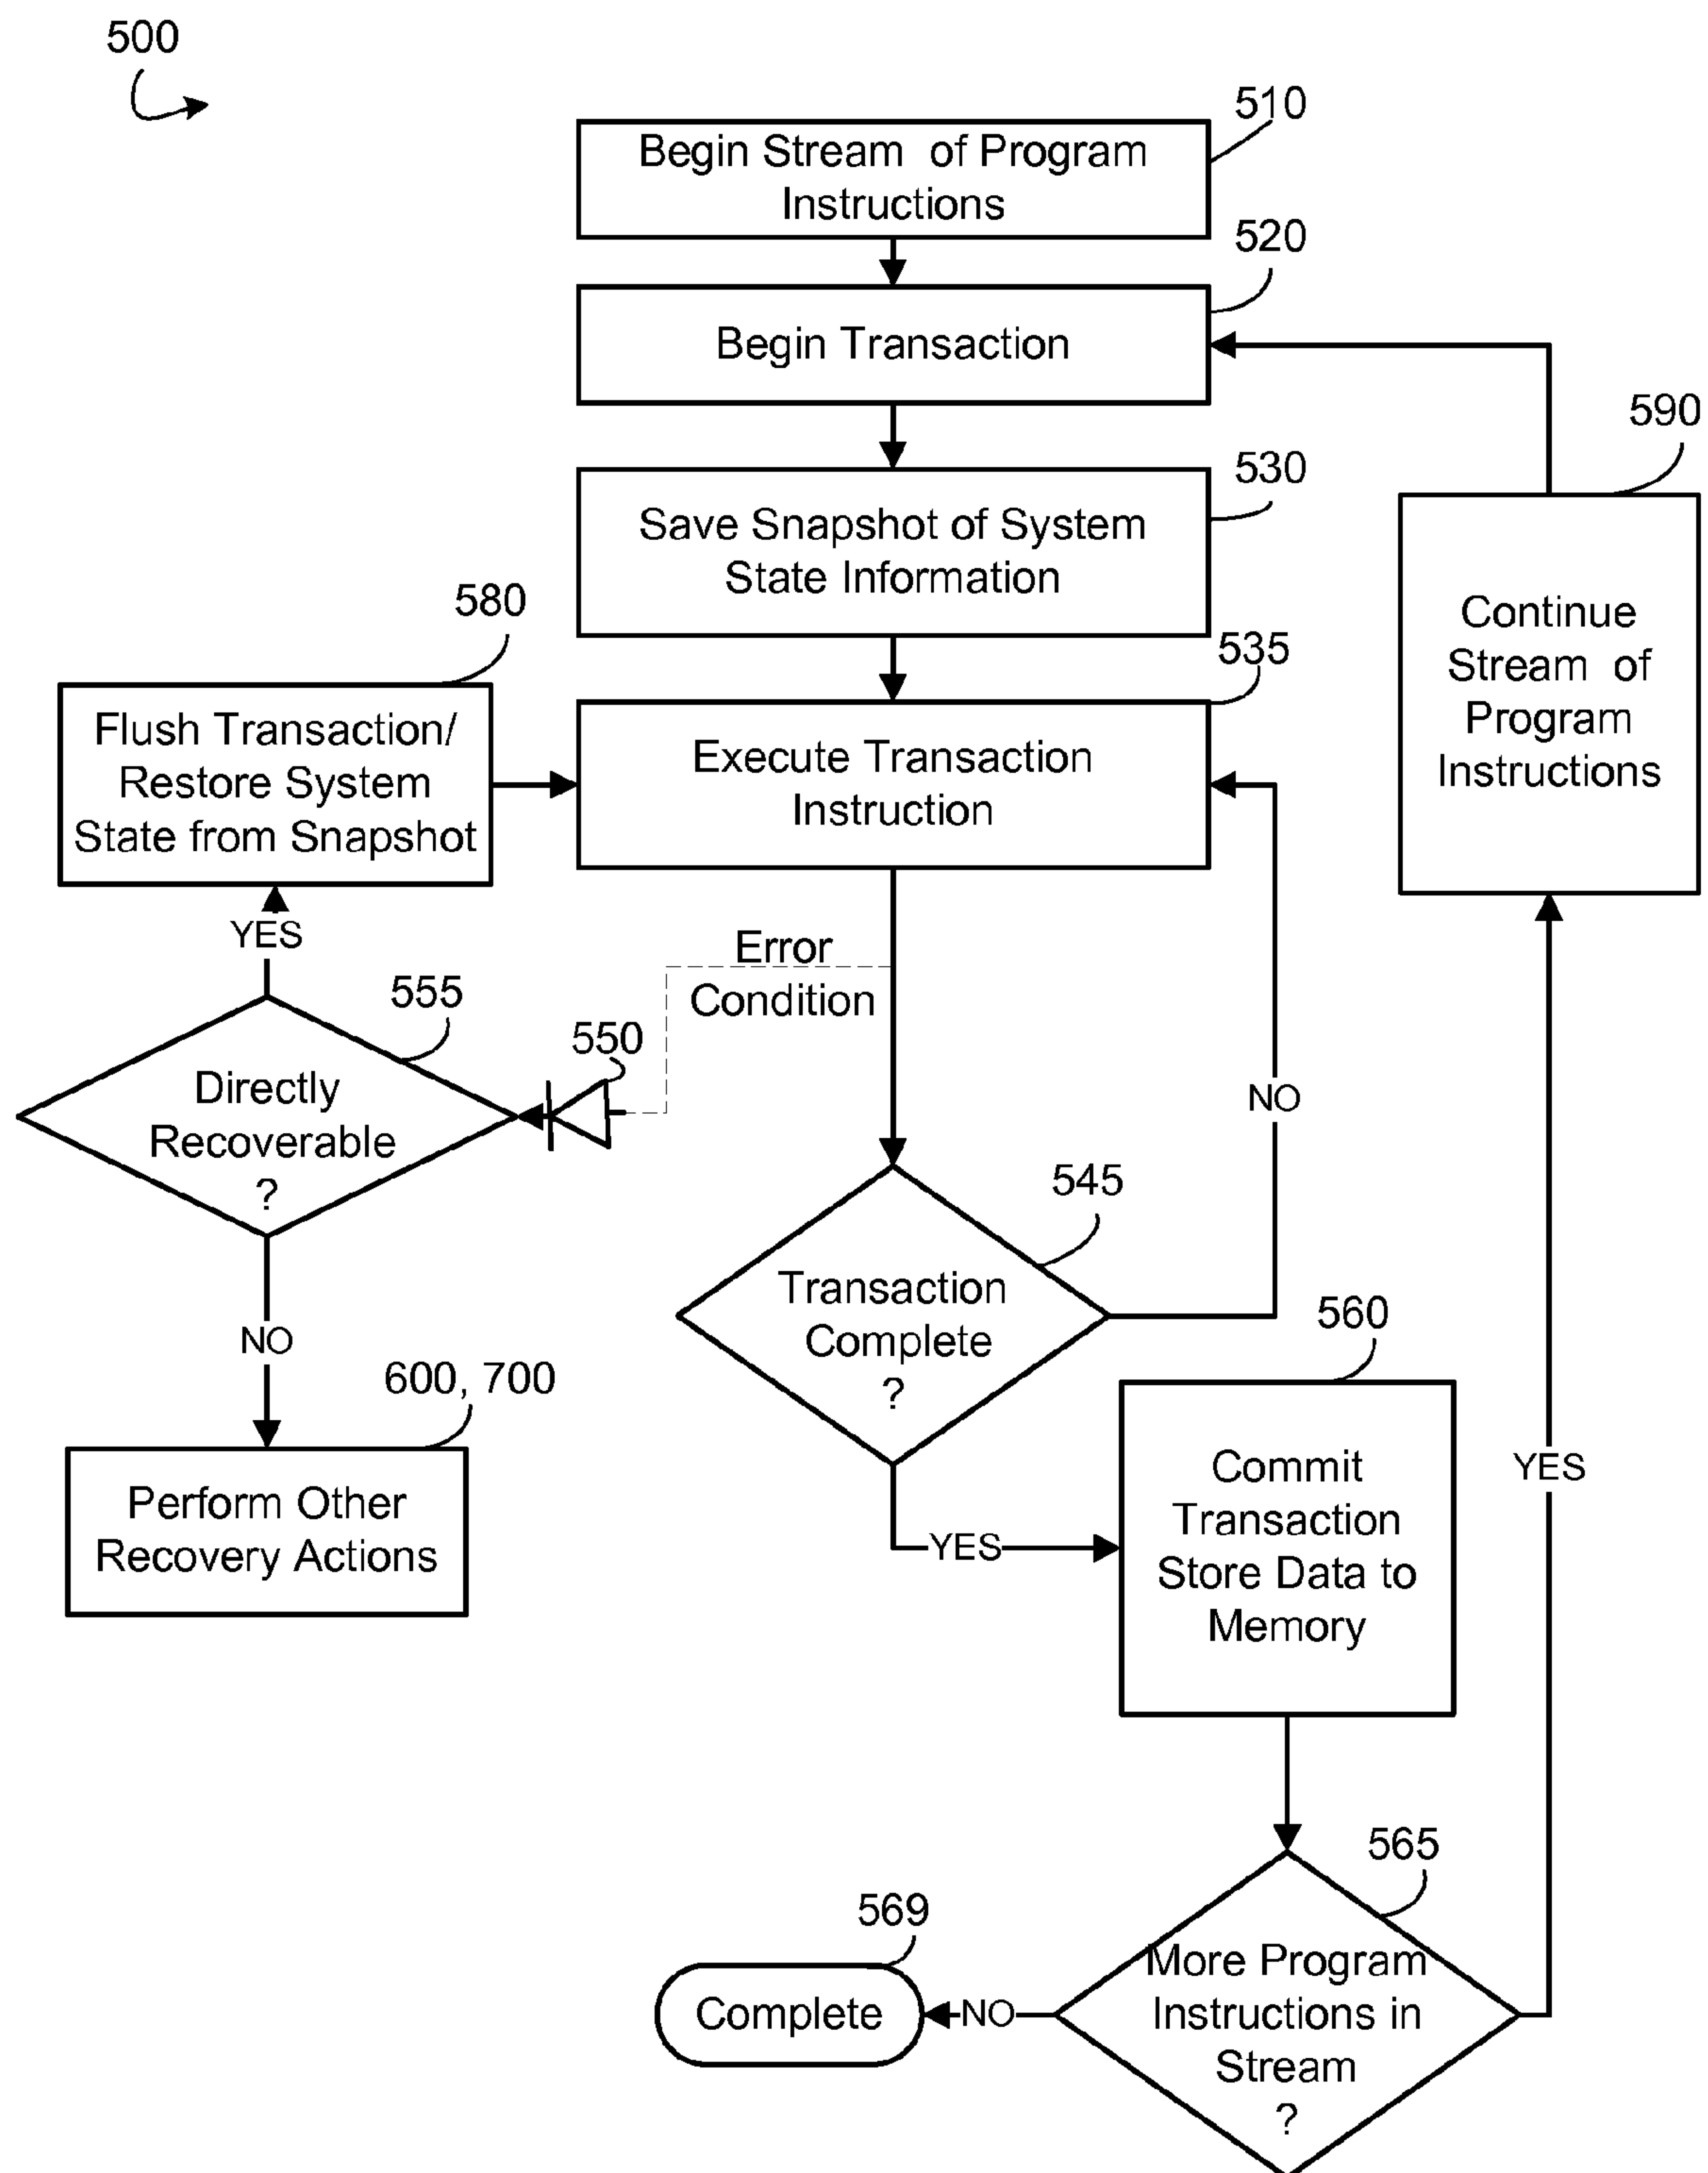 500
510
Begin Stream of Program
Instructions
520
Begin Transaction
590
530
Save Snapshot of System
State Information
580
535
Continue
Stream of
Program
Instructions
Flush Transaction/
Restore System
State from Snapshot
Execute Transaction
Instruction
YES
Error
Condition
555
550
Directly
Recoverable
?
NO
545
Transaction
Complete
?
NO
560
600, 700
Perform Other
Recovery Actions
YES
Commit
Transaction
Store Data to
Memory
YES
565
569
More Program
Instructions in
Stream
?
Complete
NO